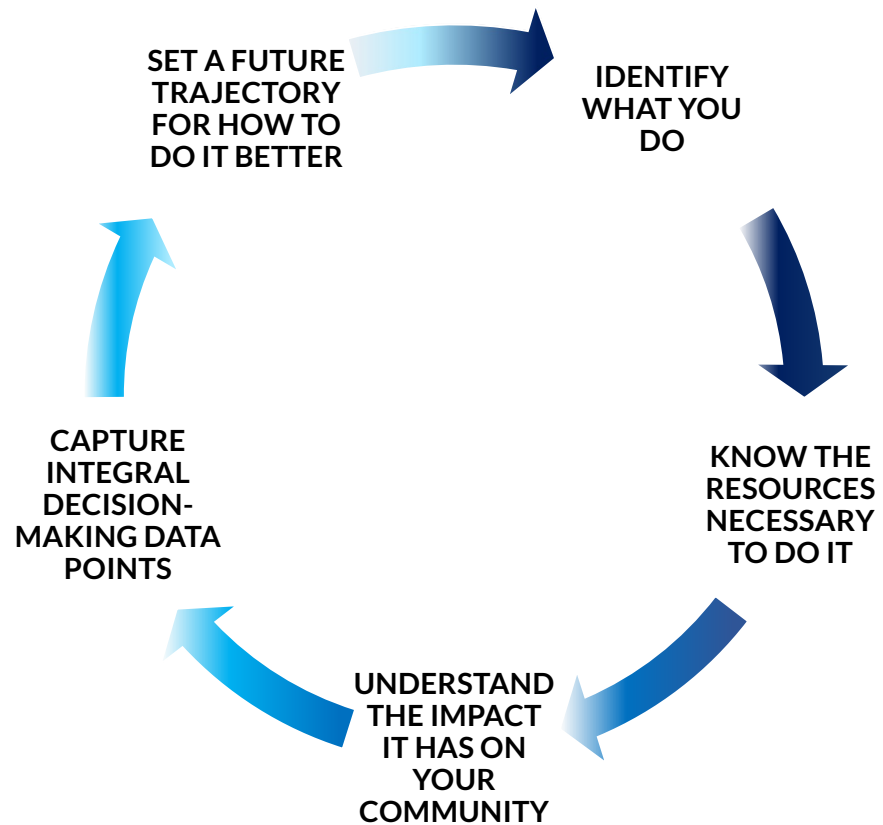 SET A FUTURE
TRAJECTORY
FOR HOW TO
DO IT BETTER
IDENTIFY
WHAT YOU
DO
KNOW THE
RESOURCES
NECESSARY
TO DO IT
UNDERSTAND
THE IMPACT
IT HAS ON
YOUR
COMMUNITY
CAPTURE
INTEGRAL
DECISION-
MAKING DATA
POINTS